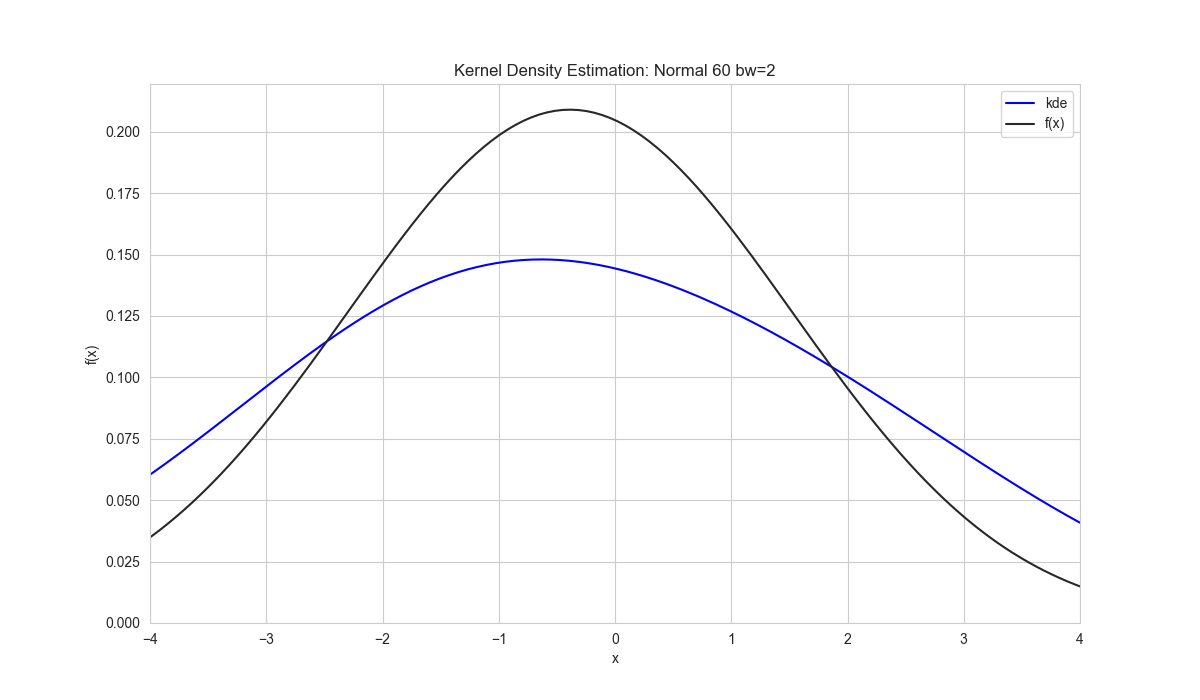 Kernel Density Estimation: Normal 60 bw=2
kde
f(x)
0.200
0.175
0.150
0.125
0.100
0.075
0.050
0.025
0.000
f(x)
−4 −3 −2 −1 0 1 2 3 4
x